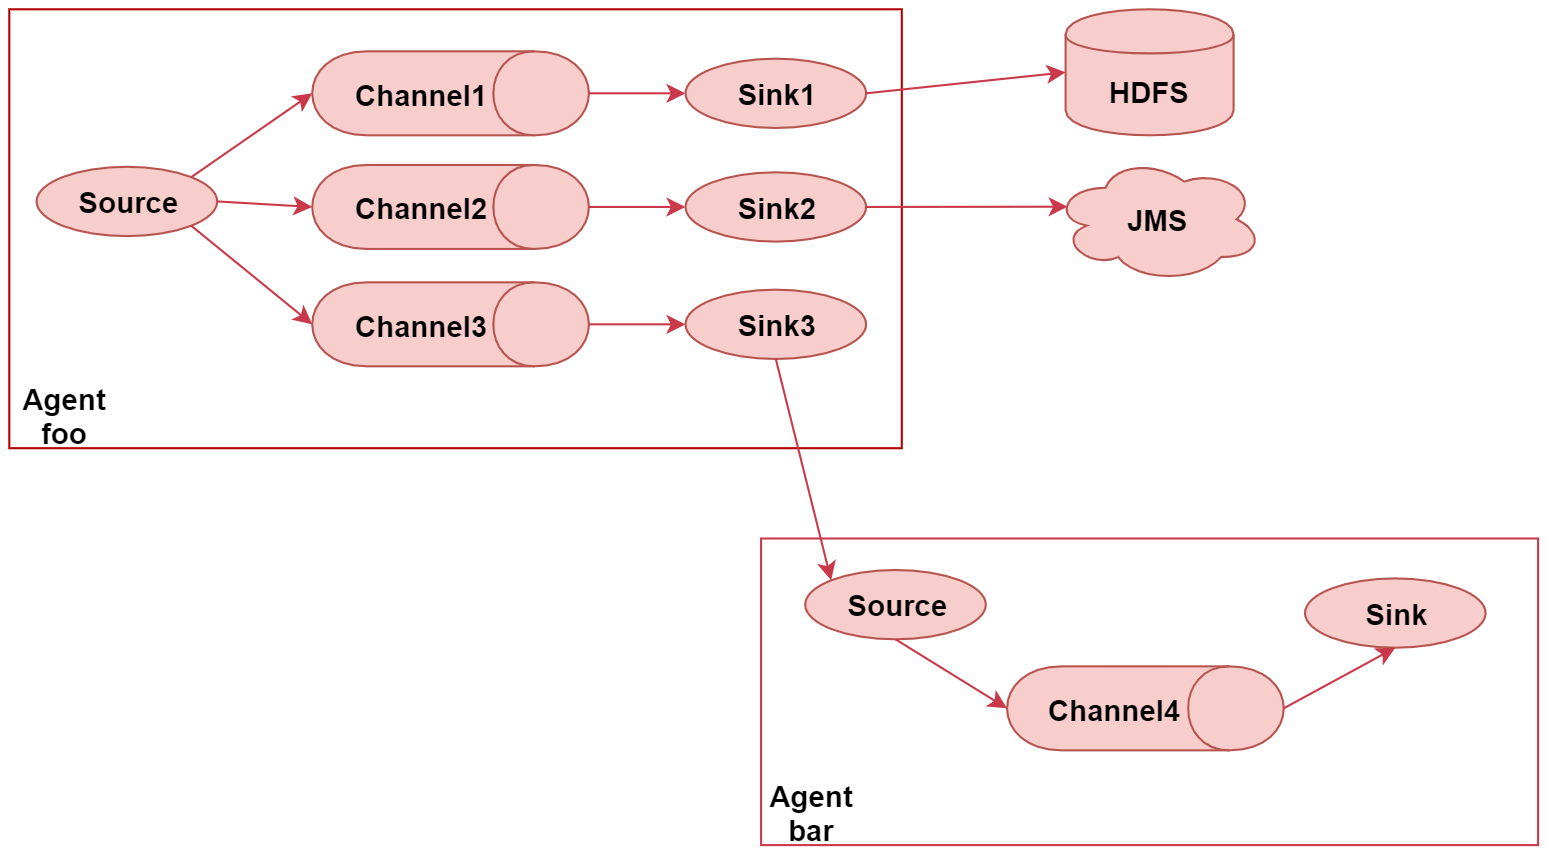 Channel1
Sink1
HDFS
Source
Channel2
Sink2
JMS
Channel3
Sink3
Agent
foo
Source
Sink
Channel4
Agent
bar